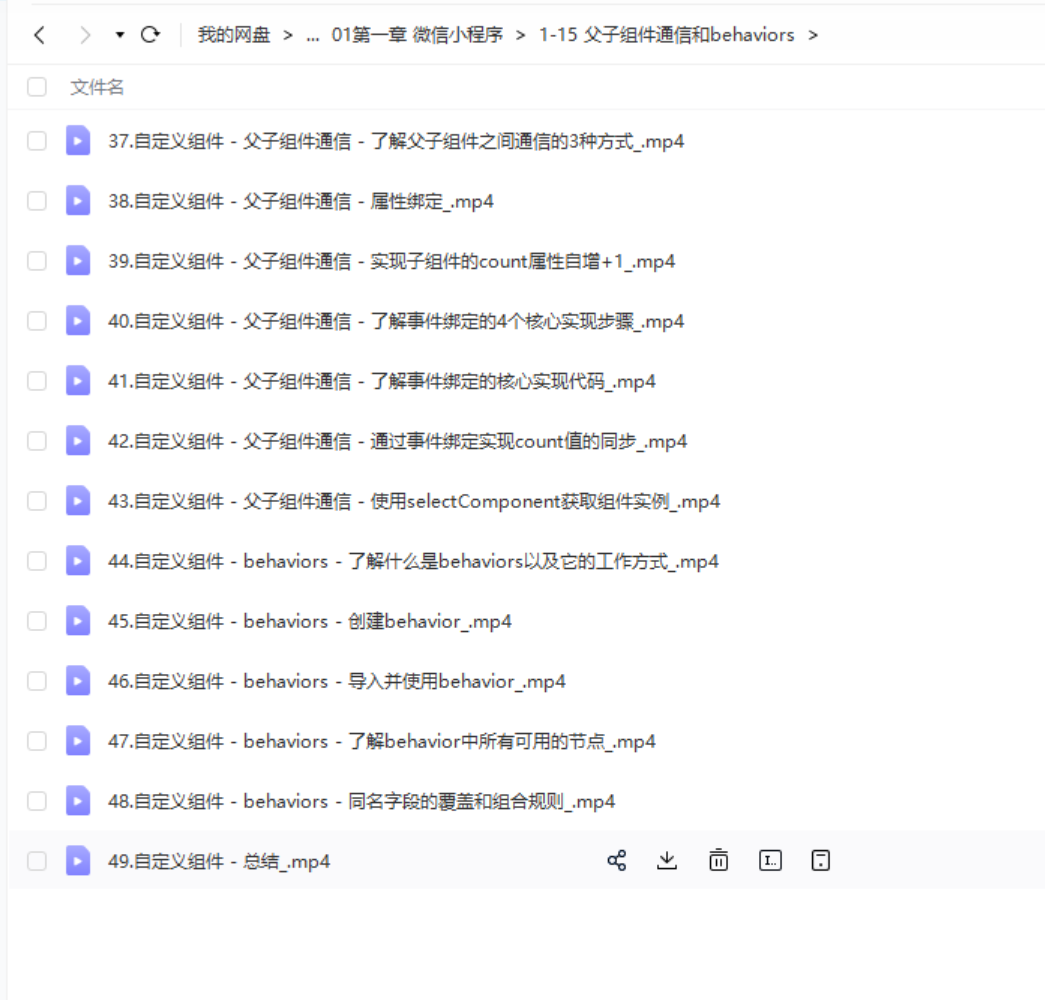 我的网盘 > ... 01第一章 微信小程序 > 1-15 父子组件通信和behaviors >
文件名
37.自定义组件 - 父子组件通信 - 了解父子组件之间通信的3种方式_.mp4
38.自定义组件 - 父子组件通信 - 属性绑定_.mp4
39.自定义组件 - 父子组件通信 - 实现子组件的count属性自增+1_.mp4
40.自定义组件 - 父子组件通信 - 了解事件绑定的4个核心实现步骤_.mp4
41.自定义组件 - 父子组件通信 - 了解事件绑定的核心实现代码_.mp4
42.自定义组件 - 父子组件通信 - 通过事件绑定实现count值的同步_.mp4
43.自定义组件 - 父子组件通信 - 使用selectComponent获取组件实例_.mp4
44.自定义组件 - behaviors - 了解什么是behaviors以及它的工作方式_.mp4
45.自定义组件 - behaviors - 创建behavior_.mp4
46.自定义组件 - behaviors - 导入并使用behavior_.mp4
47.自定义组件 - behaviors - 了解behavior中所有可用的节点_.mp4
48.自定义组件 - behaviors - 同名字段的覆盖和组合规则_.mp4
49.自定义组件 - 总结_.mp4